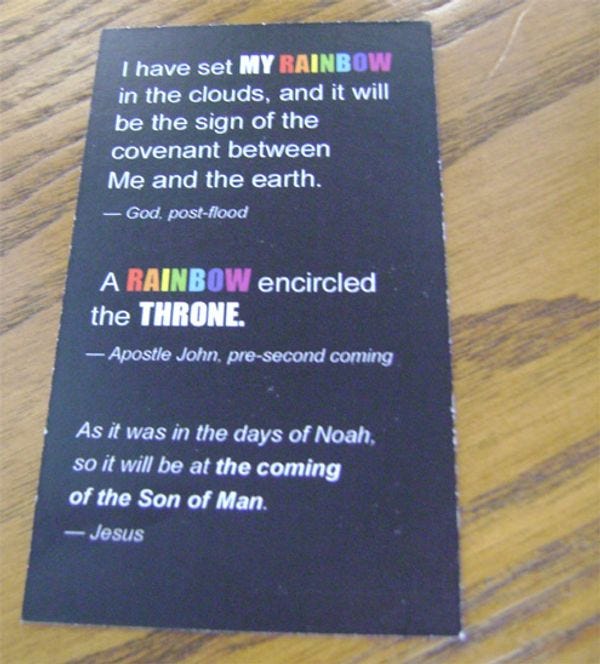 I have set MY RAINBOW
in the clouds, and it will
be the sign of the
covenant between
Me and the earth.
— God, post-flood
A RAINBOW encircled
the THRONE.
— Apostle John, pre-second coming
As it was in the days of Noah,
so it will be at the coming
of the Son of Man.
— Jesus